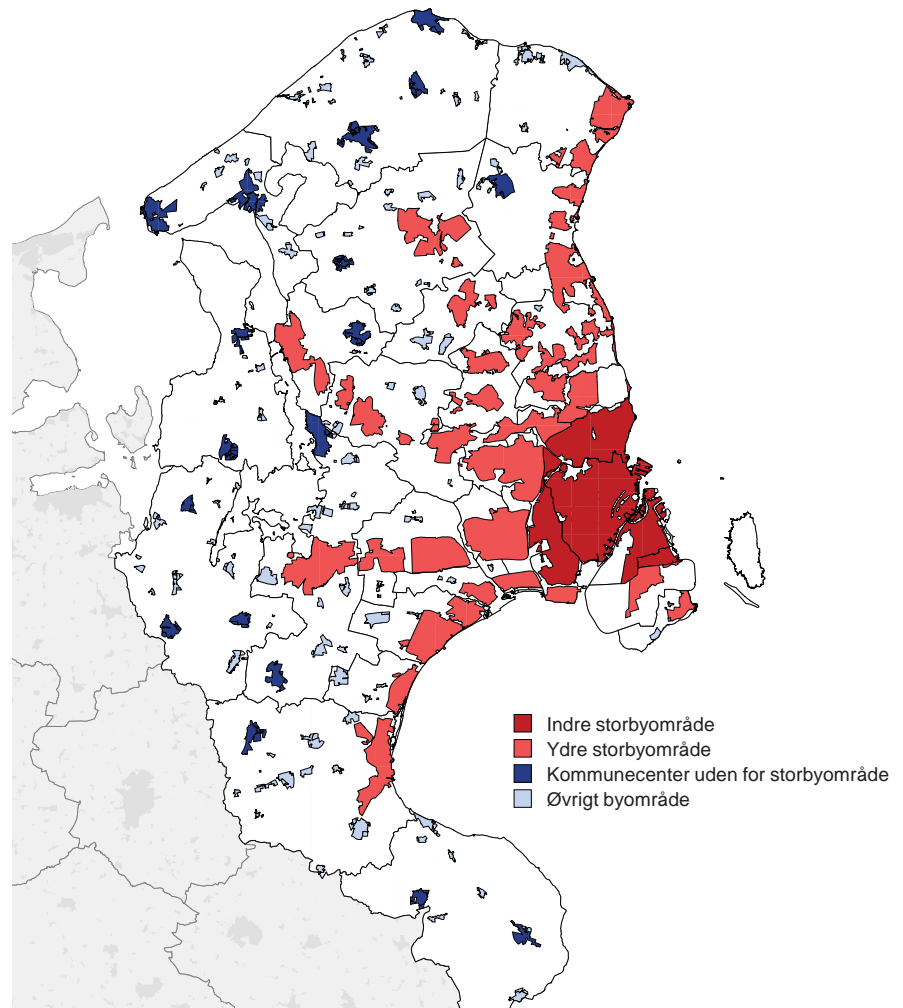 Indre storbyområde
Ydre storbyområde
Kommunecenter uden for storbyområde
Øvrigt byområde